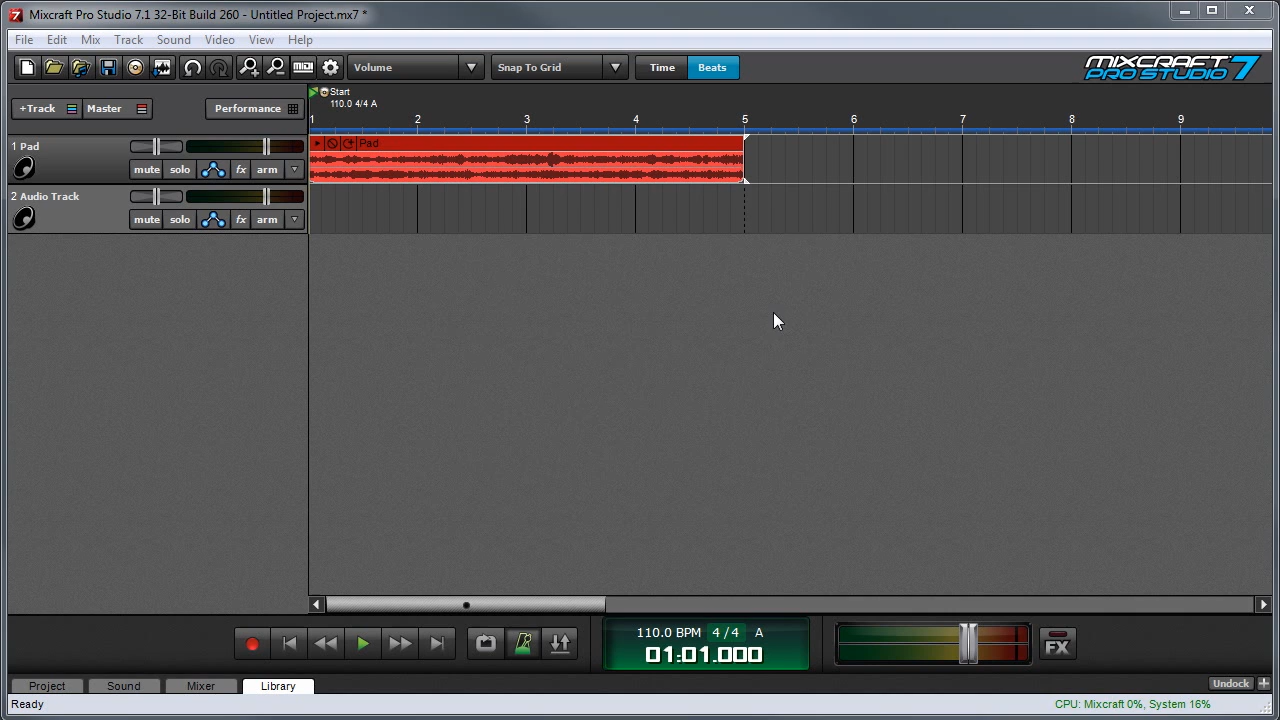 Mixcraft Pro Studio 7.1 32-Bit Build 260 - Untitled Project.mx7 *
File Edit Mix Track Sound Video View Help
Volume Snap To Grid Time Beats MIXCRAFT PRO STUDIO 7
+Track Master Performance
Start
110.0 4/4 A
1 2 3 4 5 6 7 8 9
1 Pad
Pad
mute solo fx arm
2 Audio Track
mute solo fx arm
110.0 BPM 4/4 A
01:01.000
FX
Project Sound Mixer Library Undock
Ready CPU: Mixcraft 0%, System 16%